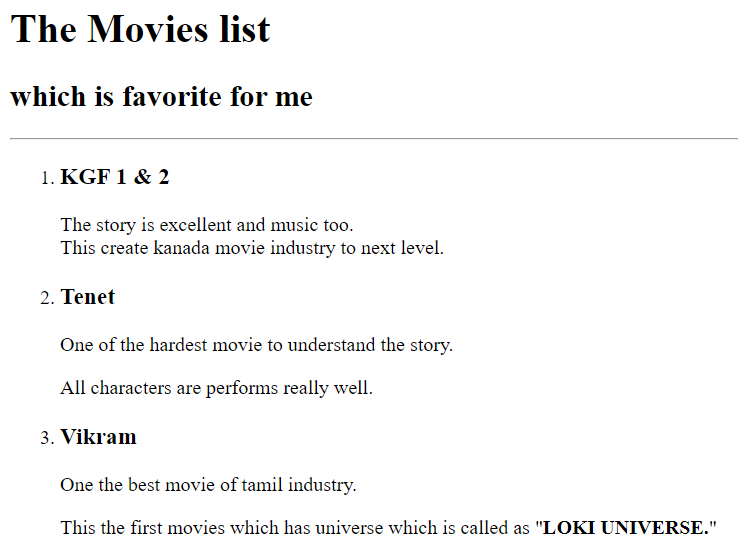 The Movies list
which is favorite for me
1. KGF 1 & 2
The story is excellent and music too.
This create kanada movie industry to next level.
2. Tenet
One of the hardest movie to understand the story.
All characters are performs really well.
3. Vikram
One the best movie of tamil industry.
This the first movies which has universe which is called as "LOKI UNIVERSE."